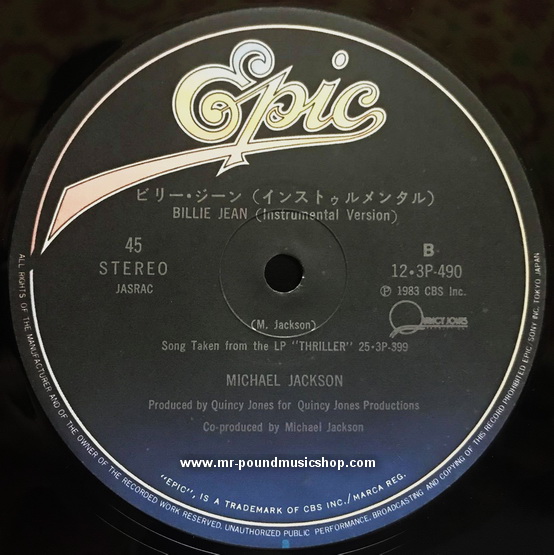 Epic
ビリー・ジーン (インストゥルメンタル)
BILLIE JEAN (Instrumental Version)
45
STEREO
JASRAC
B
12・3P-490
Ⓟ 1983 CBS Inc.
QUINCY JONES
(M. Jackson)
Song Taken from the LP "THRILLER" 25・3P-399
MICHAEL JACKSON
Produced by Quincy Jones for Quincy Jones Productions
Co-produced by Michael Jackson
www.mr-poundmusicshop.com
"EPIC", IS A TRADEMARK OF CBS INC./MARCA REG.
ALL RIGHTS OF THE MANUFACTURER AND OF THE OWNER OF THE RECORDED WORK RESERVED. UNAUTHORIZED PUBLIC PERFORMANCE, BROADCASTING AND COPYING OF THIS RECORD PROHIBITED EPIC SONY INC. TOKYO JAPAN